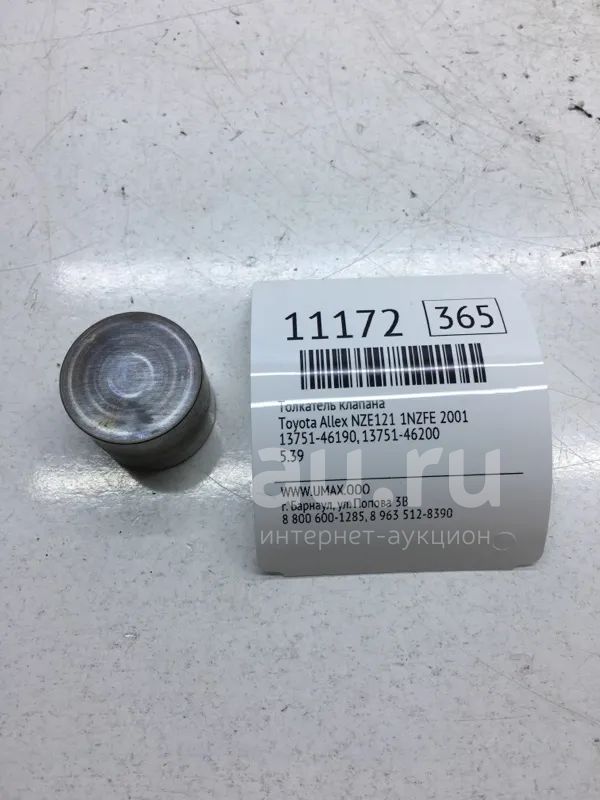 11172 365
Толкатель клапана
Toyota Allex NZE121 1NZFE 2001
13751-46190, 13751-46200
5.39
WWW.UMAX.OOO
г. Барнаул, ул. Попова 3В
8 800 600-1285, 8 963 512-8390
au.ru
интернет-аукцион